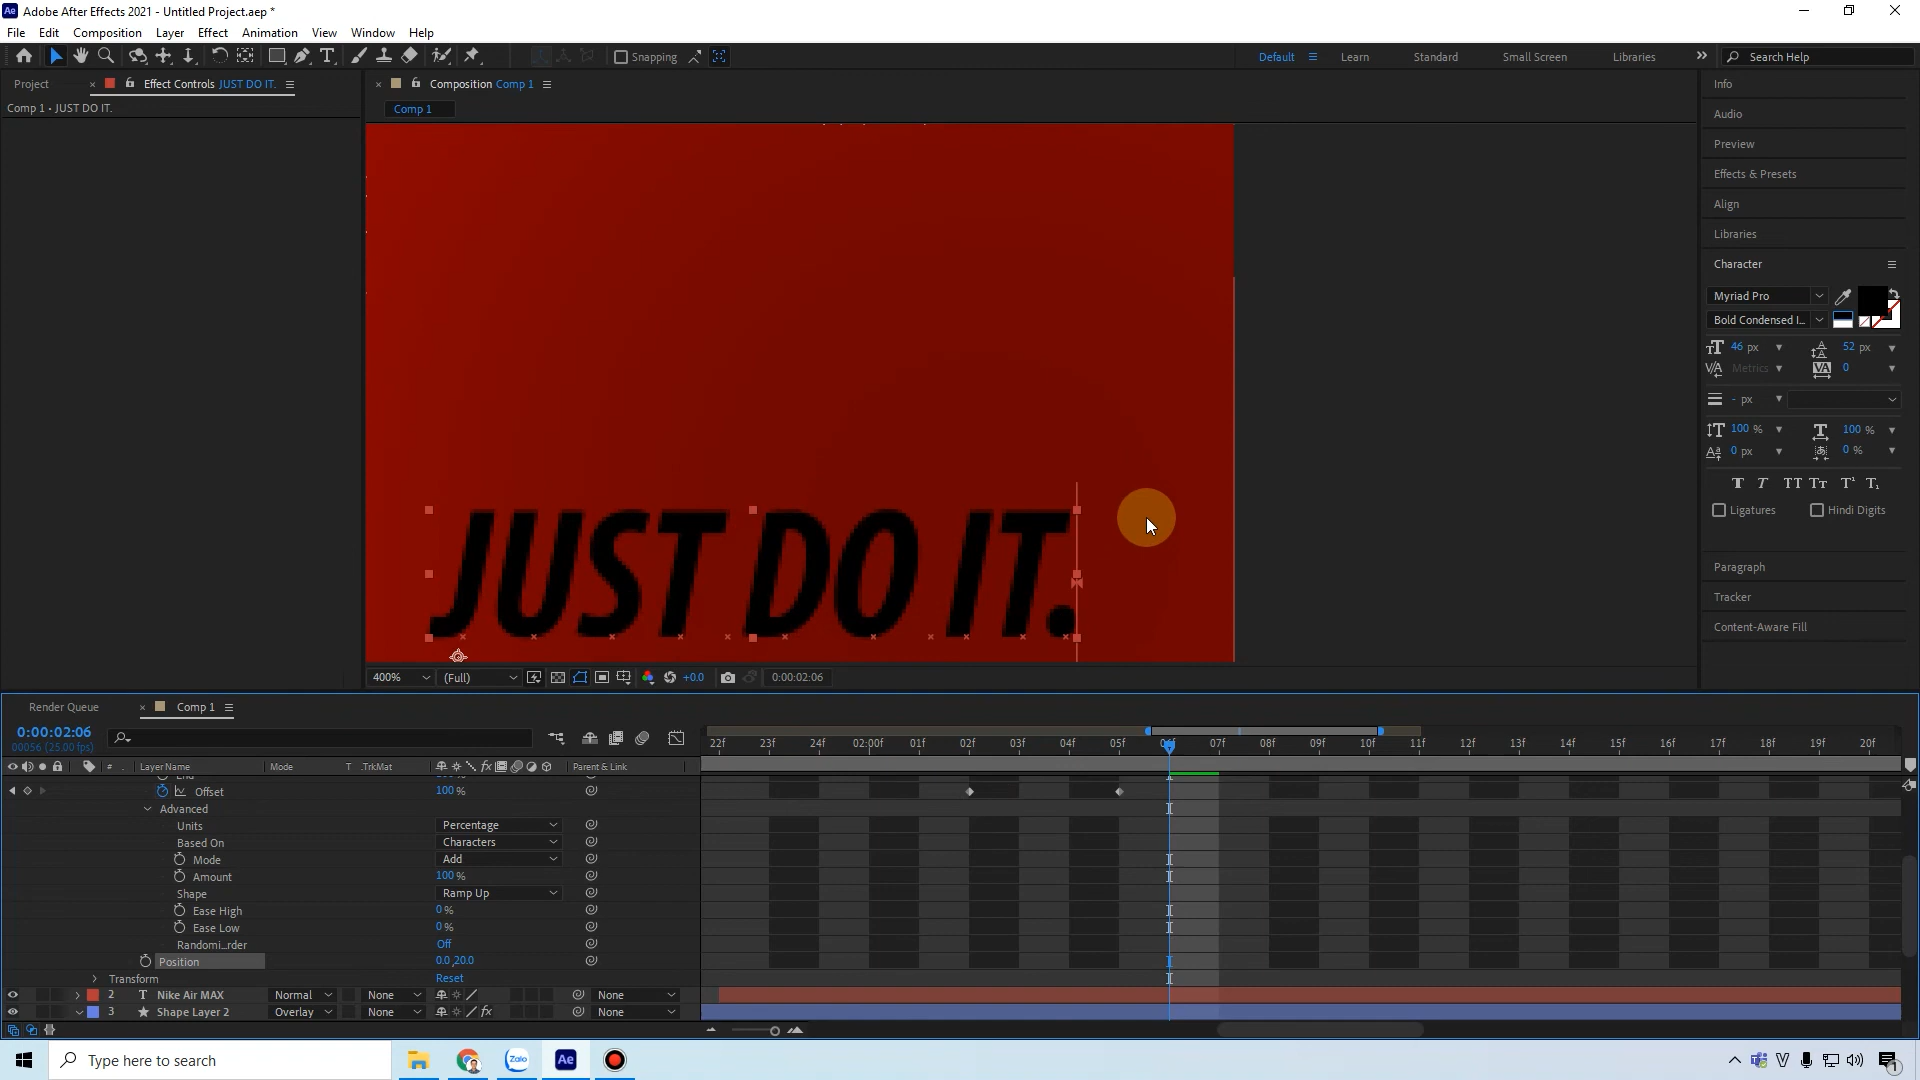 Ae Adobe After Effects 2021 - Untitled Project.aep *
File Edit Composition Layer Effect Animation View Window Help
Snapping Default Learn Standard Small Screen Libraries Search Help
Project Effect Controls JUST DO IT.
Comp 1 • JUST DO IT.
Composition Comp 1
Comp 1
JUST DO IT.
400% (Full) +0.0 0:00:02:06
Info
Audio
Preview
Effects & Presets
Align
Libraries
Character
Myriad Pro
Bold Condensed I...
46 px 52 px
Metrics 0
- px
100 % 100 %
0 px 0 %
Ligatures Hindi Digits
Paragraph
Tracker
Content-Aware Fill
Render Queue Comp 1
0:00:02:06
00056 (25.00 fps)
22f 23f 24f 02:00f 01f 02f 03f 04f 05f 06f 07f 08f 09f 10f 11f 12f 13f 14f 15f 16f 17f 18f 19f 20f
# Layer Name Mode T .TrkMat Parent & Link
Offset 100 %
Advanced
Units Percentage
Based On Characters
Mode Add
Amount 100 %
Shape Ramp Up
Ease High 0 %
Ease Low 0 %
Randomi...rder Off
Position 0.0,20.0
Transform Reset
2 T Nike Air MAX Normal None None
3 Shape Layer 2 Overlay None None
Type here to search Zalo Ae 1